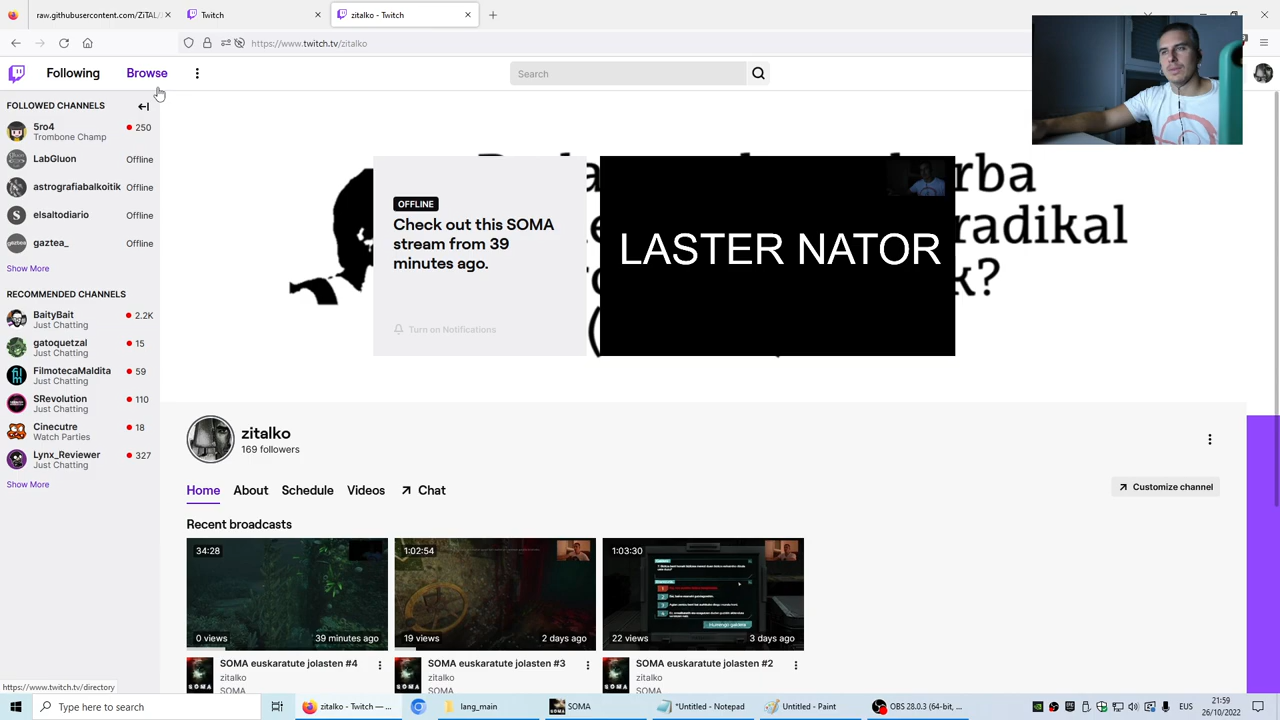 raw.githubusercontent.com/ZiTAL/
zitalko - Twitch
https://www.twitch.tv/zitalko
Following
Browse
Search
FOLLOWED CHANNELS
5ro4
250
Trombone Champ
LabGluon
Offline
astrografiabalkoitik
Offline
elsaltodiario
Offline
gaztea_
Offline
Show More
RECOMMENDED CHANNELS
BaityBait
2.2K
Just Chatting
gatoquetzal
15
Just Chatting
FilmotecaMaldita
59
Just Chatting
SRevolution
110
Just Chatting
Cinecutre
18
Watch Parties
Lynx_Reviewer
327
Just Chatting
Show More
OFFLINE
Check out this SOMA
stream from 39
minutes ago.
Turn on Notifications
LASTER NATOR
rba
radikal
k?
zitalko
169 followers
Home
About
Schedule
Videos
Chat
Customize channel
Recent broadcasts
34:28
0 views
39 minutes ago
1:02:54
19 views
2 days ago
1:03:30
22 views
3 days ago
SOMA euskaratute jolasten #4
zitalko
SOMA
SOMA euskaratute jolasten #3
zitalko
SOMA
SOMA euskaratute jolasten #2
zitalko
SOMA
https://www.twitch.tv/directory
Type here to search
zitalko - Twitch — ...
lang_main
SOMA
*Untitled - Notepad
Untitled - Paint
OBS 28.0.3 (64-bit, ...
EUS
21:59
26/10/2022